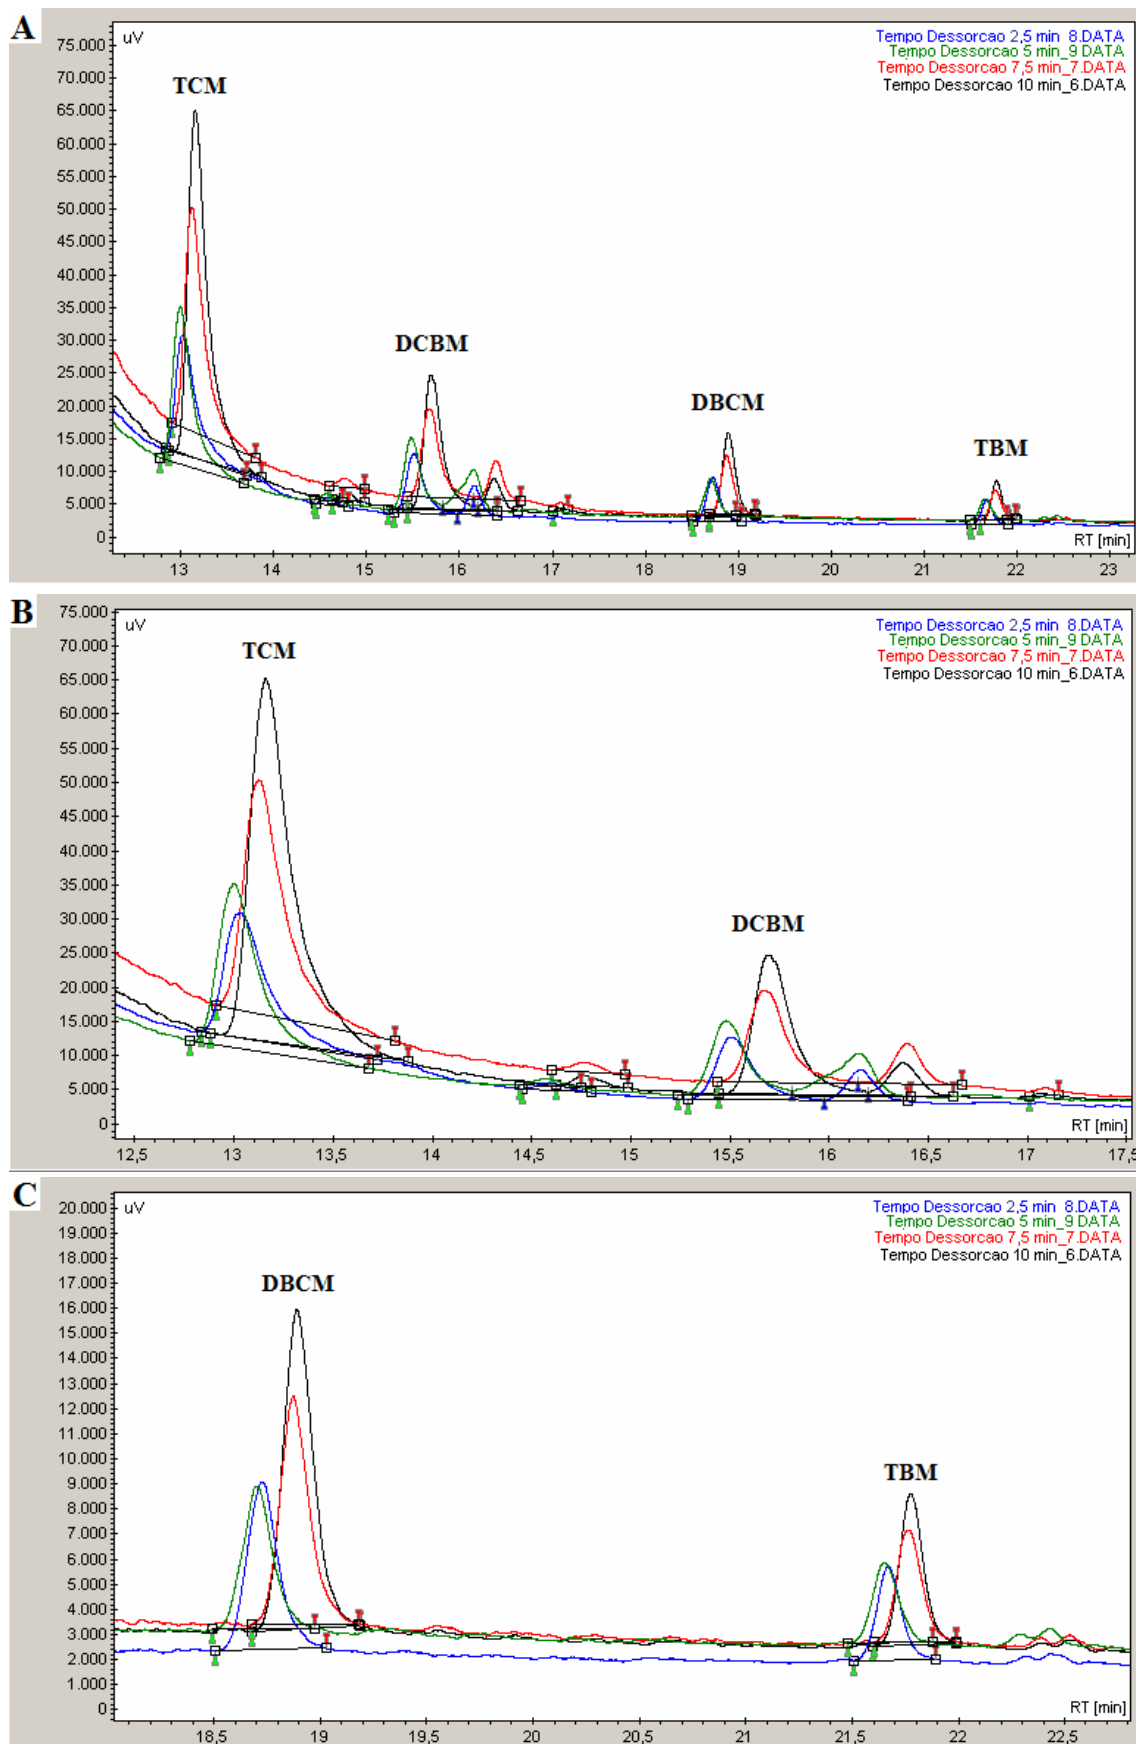 A
uV
Tempo Dessorcao 2,5 min 8.DATA
Tempo Dessorcao 5 min_9 DATA
Tempo Dessorcao 7,5 min_7.DATA
Tempo Dessorcao 10 min_6.DATA
75.000
70.000
65.000
60.000
55.000
50.000
45.000
40.000
35.000
30.000
25.000
20.000
15.000
10.000
5.000
0
TCM
DCBM
DBCM
TBM
RT [min]
13 14 15 16 17 18 19 20 21 22 23
B
uV
Tempo Dessorcao 2,5 min 8.DATA
Tempo Dessorcao 5 min_9 DATA
Tempo Dessorcao 7,5 min_7.DATA
Tempo Dessorcao 10 min_6.DATA
75.000
70.000
65.000
60.000
55.000
50.000
45.000
40.000
35.000
30.000
25.000
20.000
15.000
10.000
5.000
0
TCM
DCBM
RT [min]
12,5 13 13,5 14 14,5 15 15,5 16 16,5 17 17,5
C
uV
Tempo Dessorcao 2,5 min 8.DATA
Tempo Dessorcao 5 min_9 DATA
Tempo Dessorcao 7,5 min_7.DATA
Tempo Dessorcao 10 min_6.DATA
20.000
19.000
18.000
17.000
16.000
15.000
14.000
13.000
12.000
11.000
10.000
9.000
8.000
7.000
6.000
5.000
4.000
3.000
2.000
1.000
0
DBCM
TBM
RT [min]
18,5 19 19,5 20 20,5 21 21,5 22 22,5